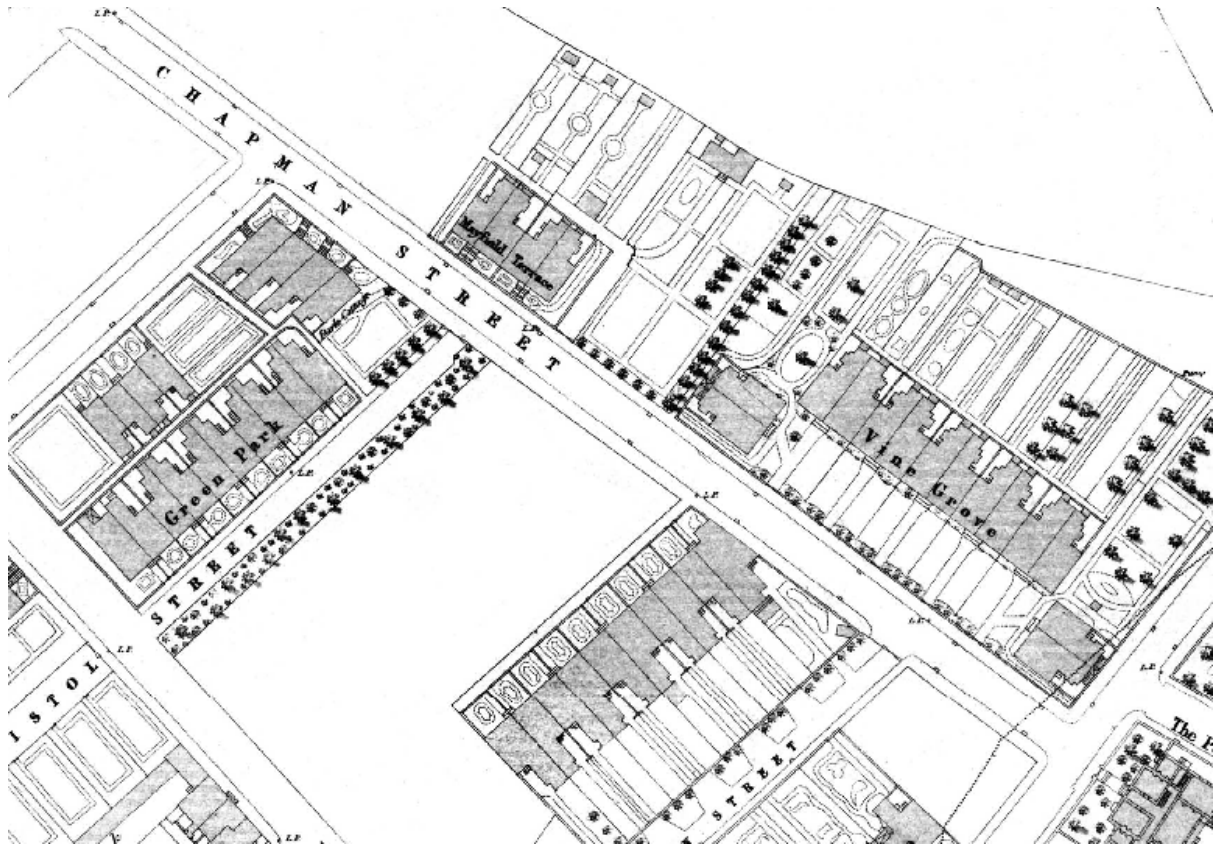 L.P.
CHAPMAN STREET
L.P.
Mayfield Terrace
L.P.
Green Park
L.P.
STREET
Vine Grove
L.P.
L.P.
L.P.
L.P.
ISTOL
The P
STREET
L.P.